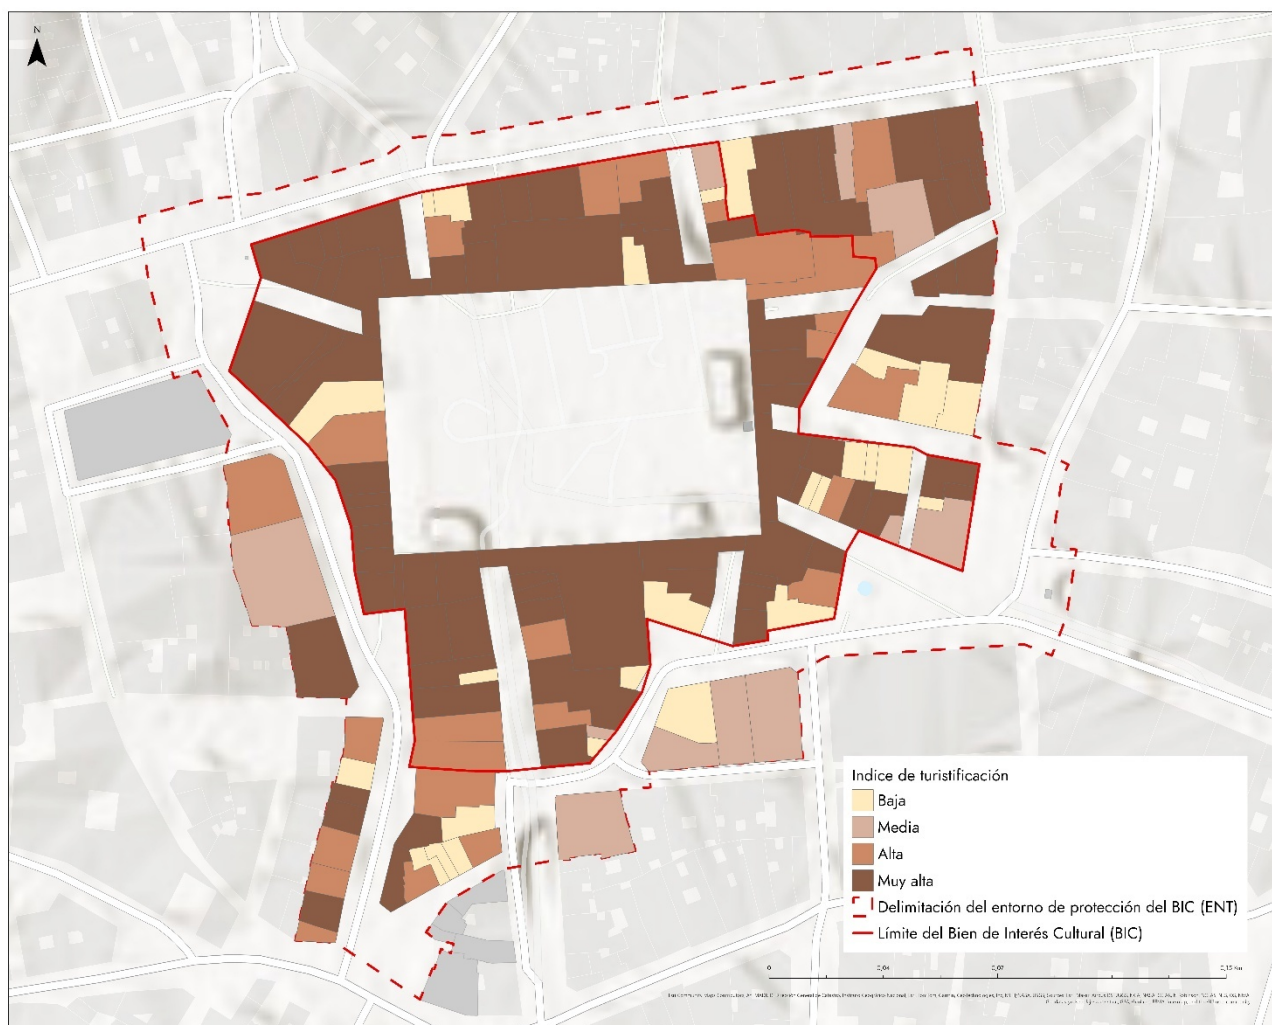 N
Indice de turistificación
Baja
Media
Alta
Muy alta
Delimitación del entorno de protección del BIC (ENT)
Límite del Bien de Interés Cultural (BIC)
0 0,04 0,07 0,15 Km